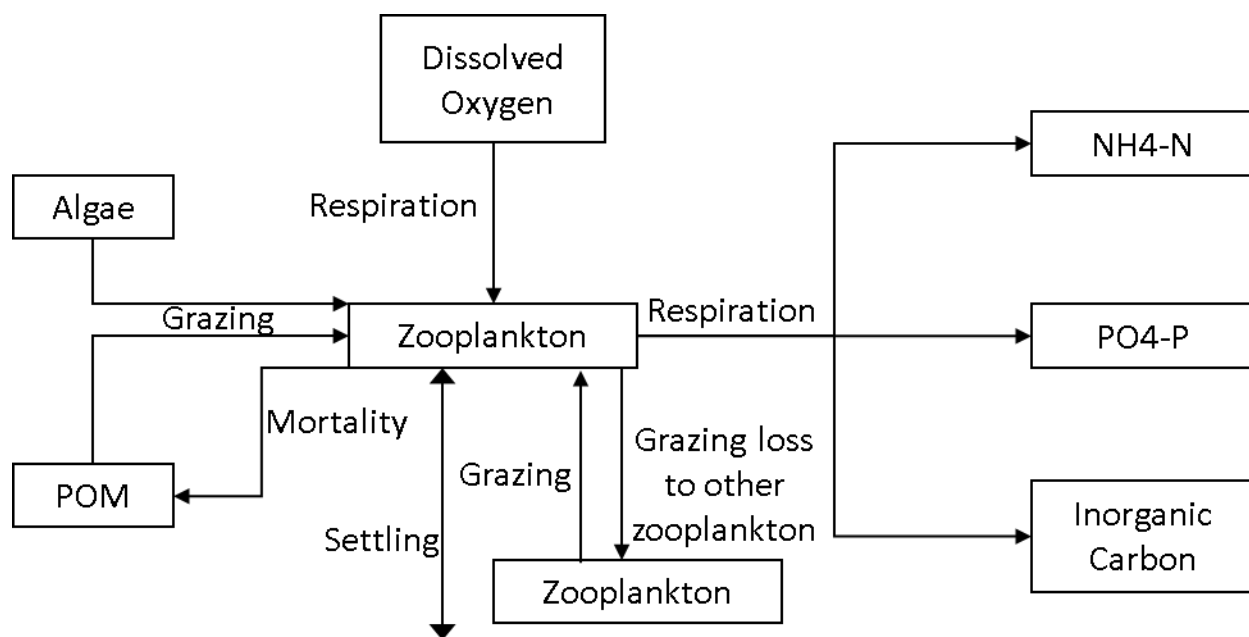 Dissolved
Oxygen
NH4-N
Algae
Respiration
Grazing
Zooplankton
Respiration
PO4-P
Mortality
POM
Grazing
Grazing loss
to other
zooplankton
Settling
Inorganic
Carbon
Zooplankton